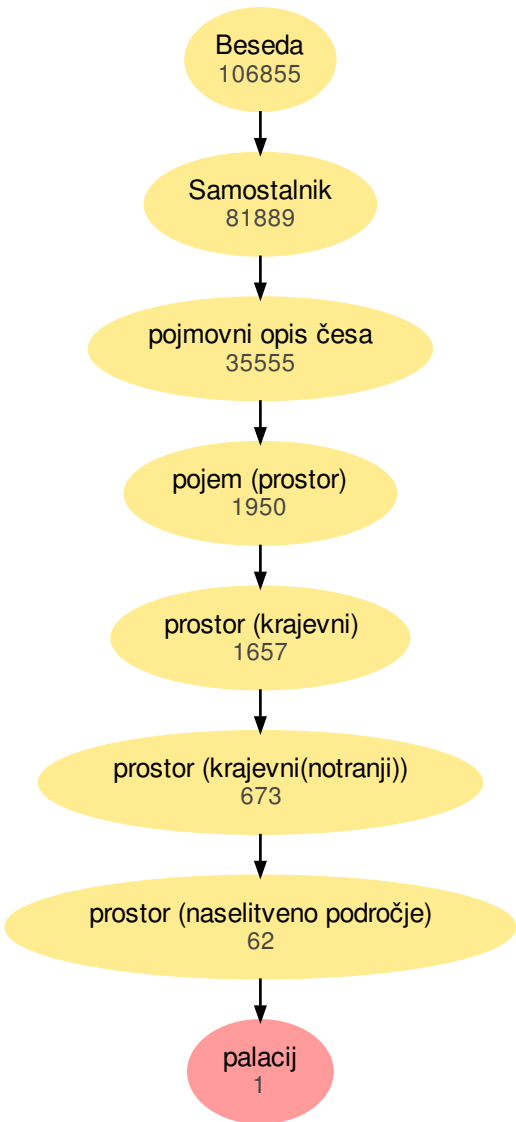 Beseda
106855
Samostalnik
81889
pojmovni opis česa
35555
pojem (prostor)
1950
prostor (krajevni)
1657
prostor (krajevni(notranji))
673
prostor (naselitveno področje)
62
palacij
1